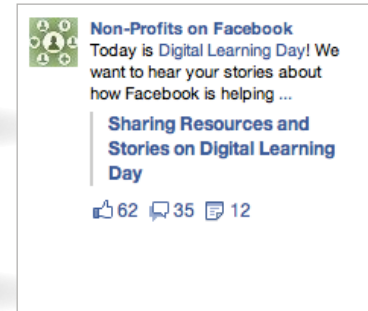 Non-Profits on Facebook
Today is Digital Learning Day! We
want to hear your stories about
how Facebook is helping ...
Sharing Resources and
Stories on Digital Learning
Day
62 35 12